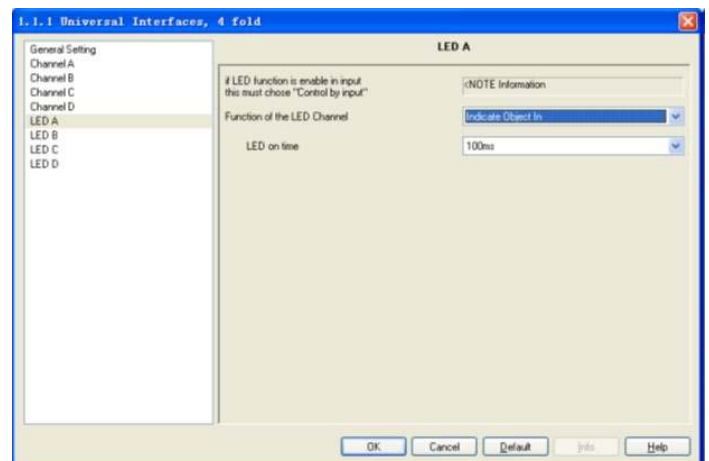 1.1.1 Universal Interfaces, 4 fold
General Setting
Channel A
Channel B
Channel C
Channel D
LED A
LED B
LED C
LED D
LED A
if LED function is enable in input
this must chose "Control by input"
<NOTE Information
Function of the LED Channel
Indicate Object In
LED on time
100ms
OK
Cancel
Default
Info
Help